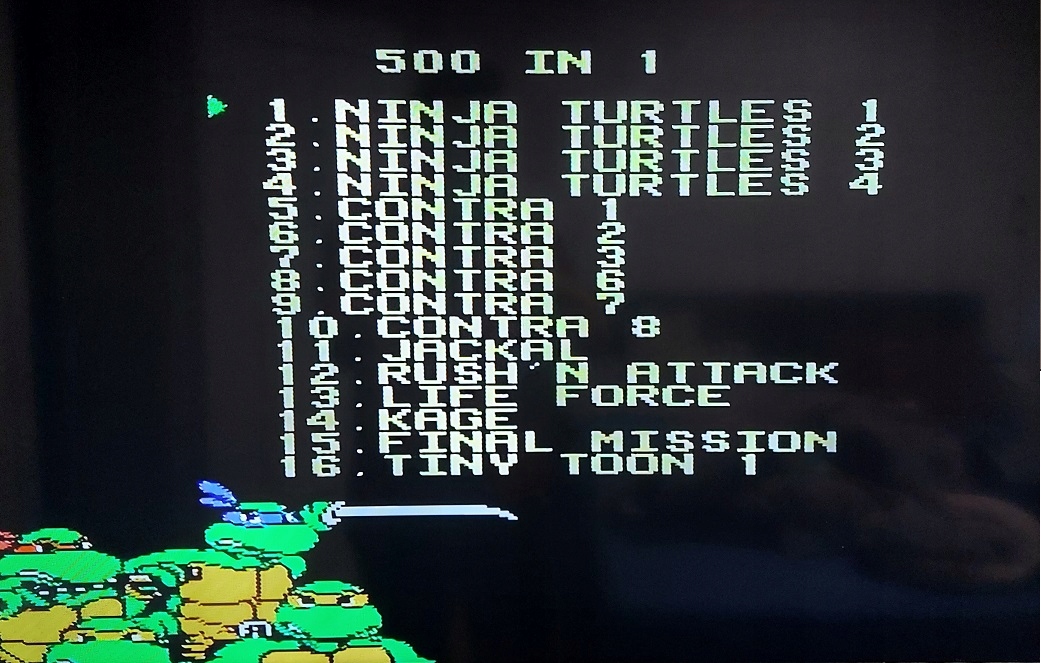 500 IN 1
1. NINJA TURTLES 1
2. NINJA TURTLES 2
3. NINJA TURTLES 3
4. NINJA TURTLES 4
5. CONTRA 1
6. CONTRA 2
7. CONTRA 3
8. CONTRA 6
9. CONTRA 7
10. CONTRA 8
11. JACKAL
12. RUSH'N ATTACK
13. LIFE FORCE
14. KAGE
15. FINAL MISSION
16. TINY TOON 1